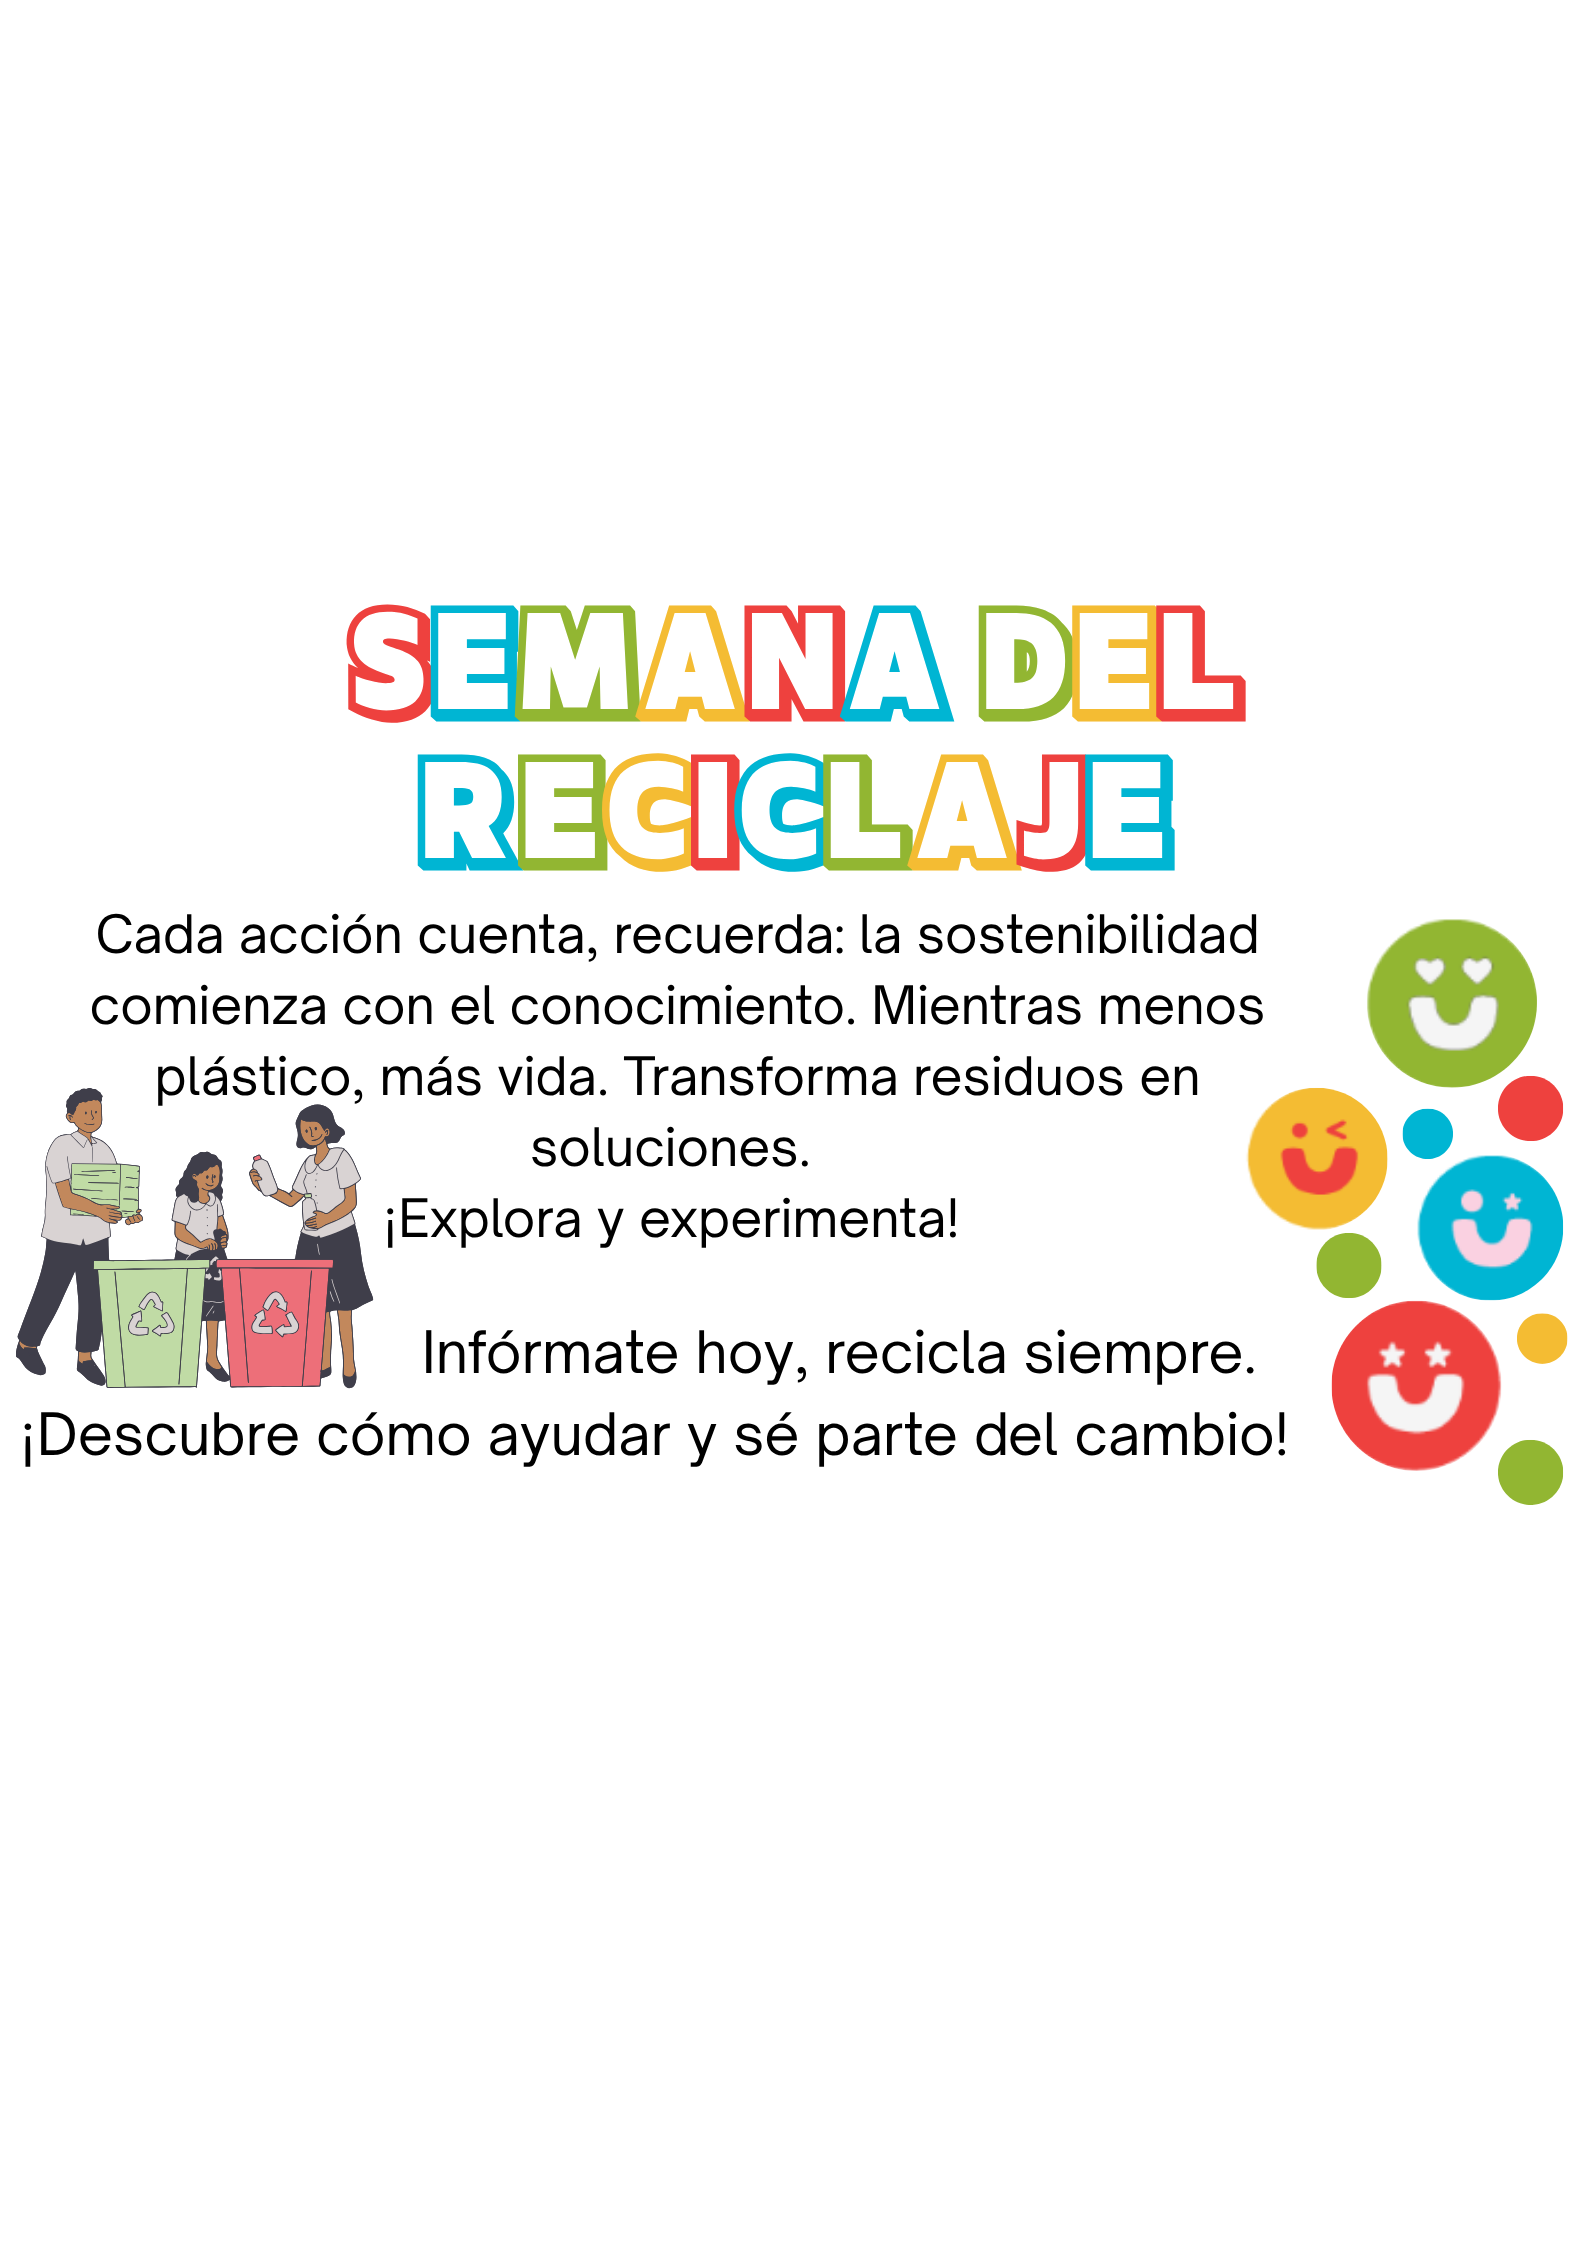 SEMANA DEL
RECICLAJE
Cada acción cuenta, recuerda: la sostenibilidad
comienza con el conocimiento. Mientras menos
plástico, más vida. Transforma residuos en
soluciones.
¡Explora y experimenta!
Infórmate hoy, recicla siempre.
¡Descubre cómo ayudar y sé parte del cambio!